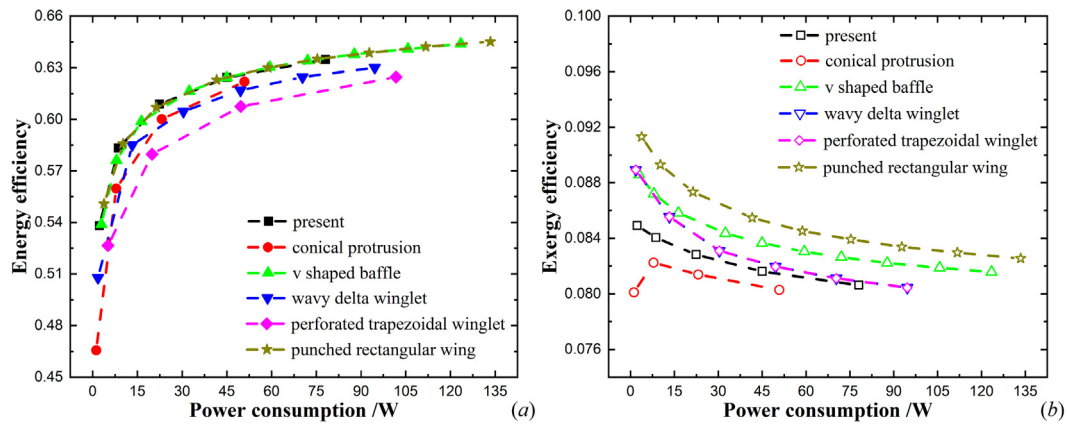 0.66
0.63
0.60
0.57
0.54
0.51
0.48
0.45
Energy efficiency
present
conical protrusion
v shaped baffle
wavy delta winglet
perforated trapezoidal winglet
punched rectangular wing
0 15 30 45 60 75 90 105 120 135
Power consumption /W
(a)
0.100
0.096
0.092
0.088
0.084
0.080
0.076
Exergy efficiency
present
conical protrusion
v shaped baffle
wavy delta winglet
perforated trapezoidal winglet
punched rectangular wing
0 15 30 45 60 75 90 105 120 135
Power consumption /W
(b)